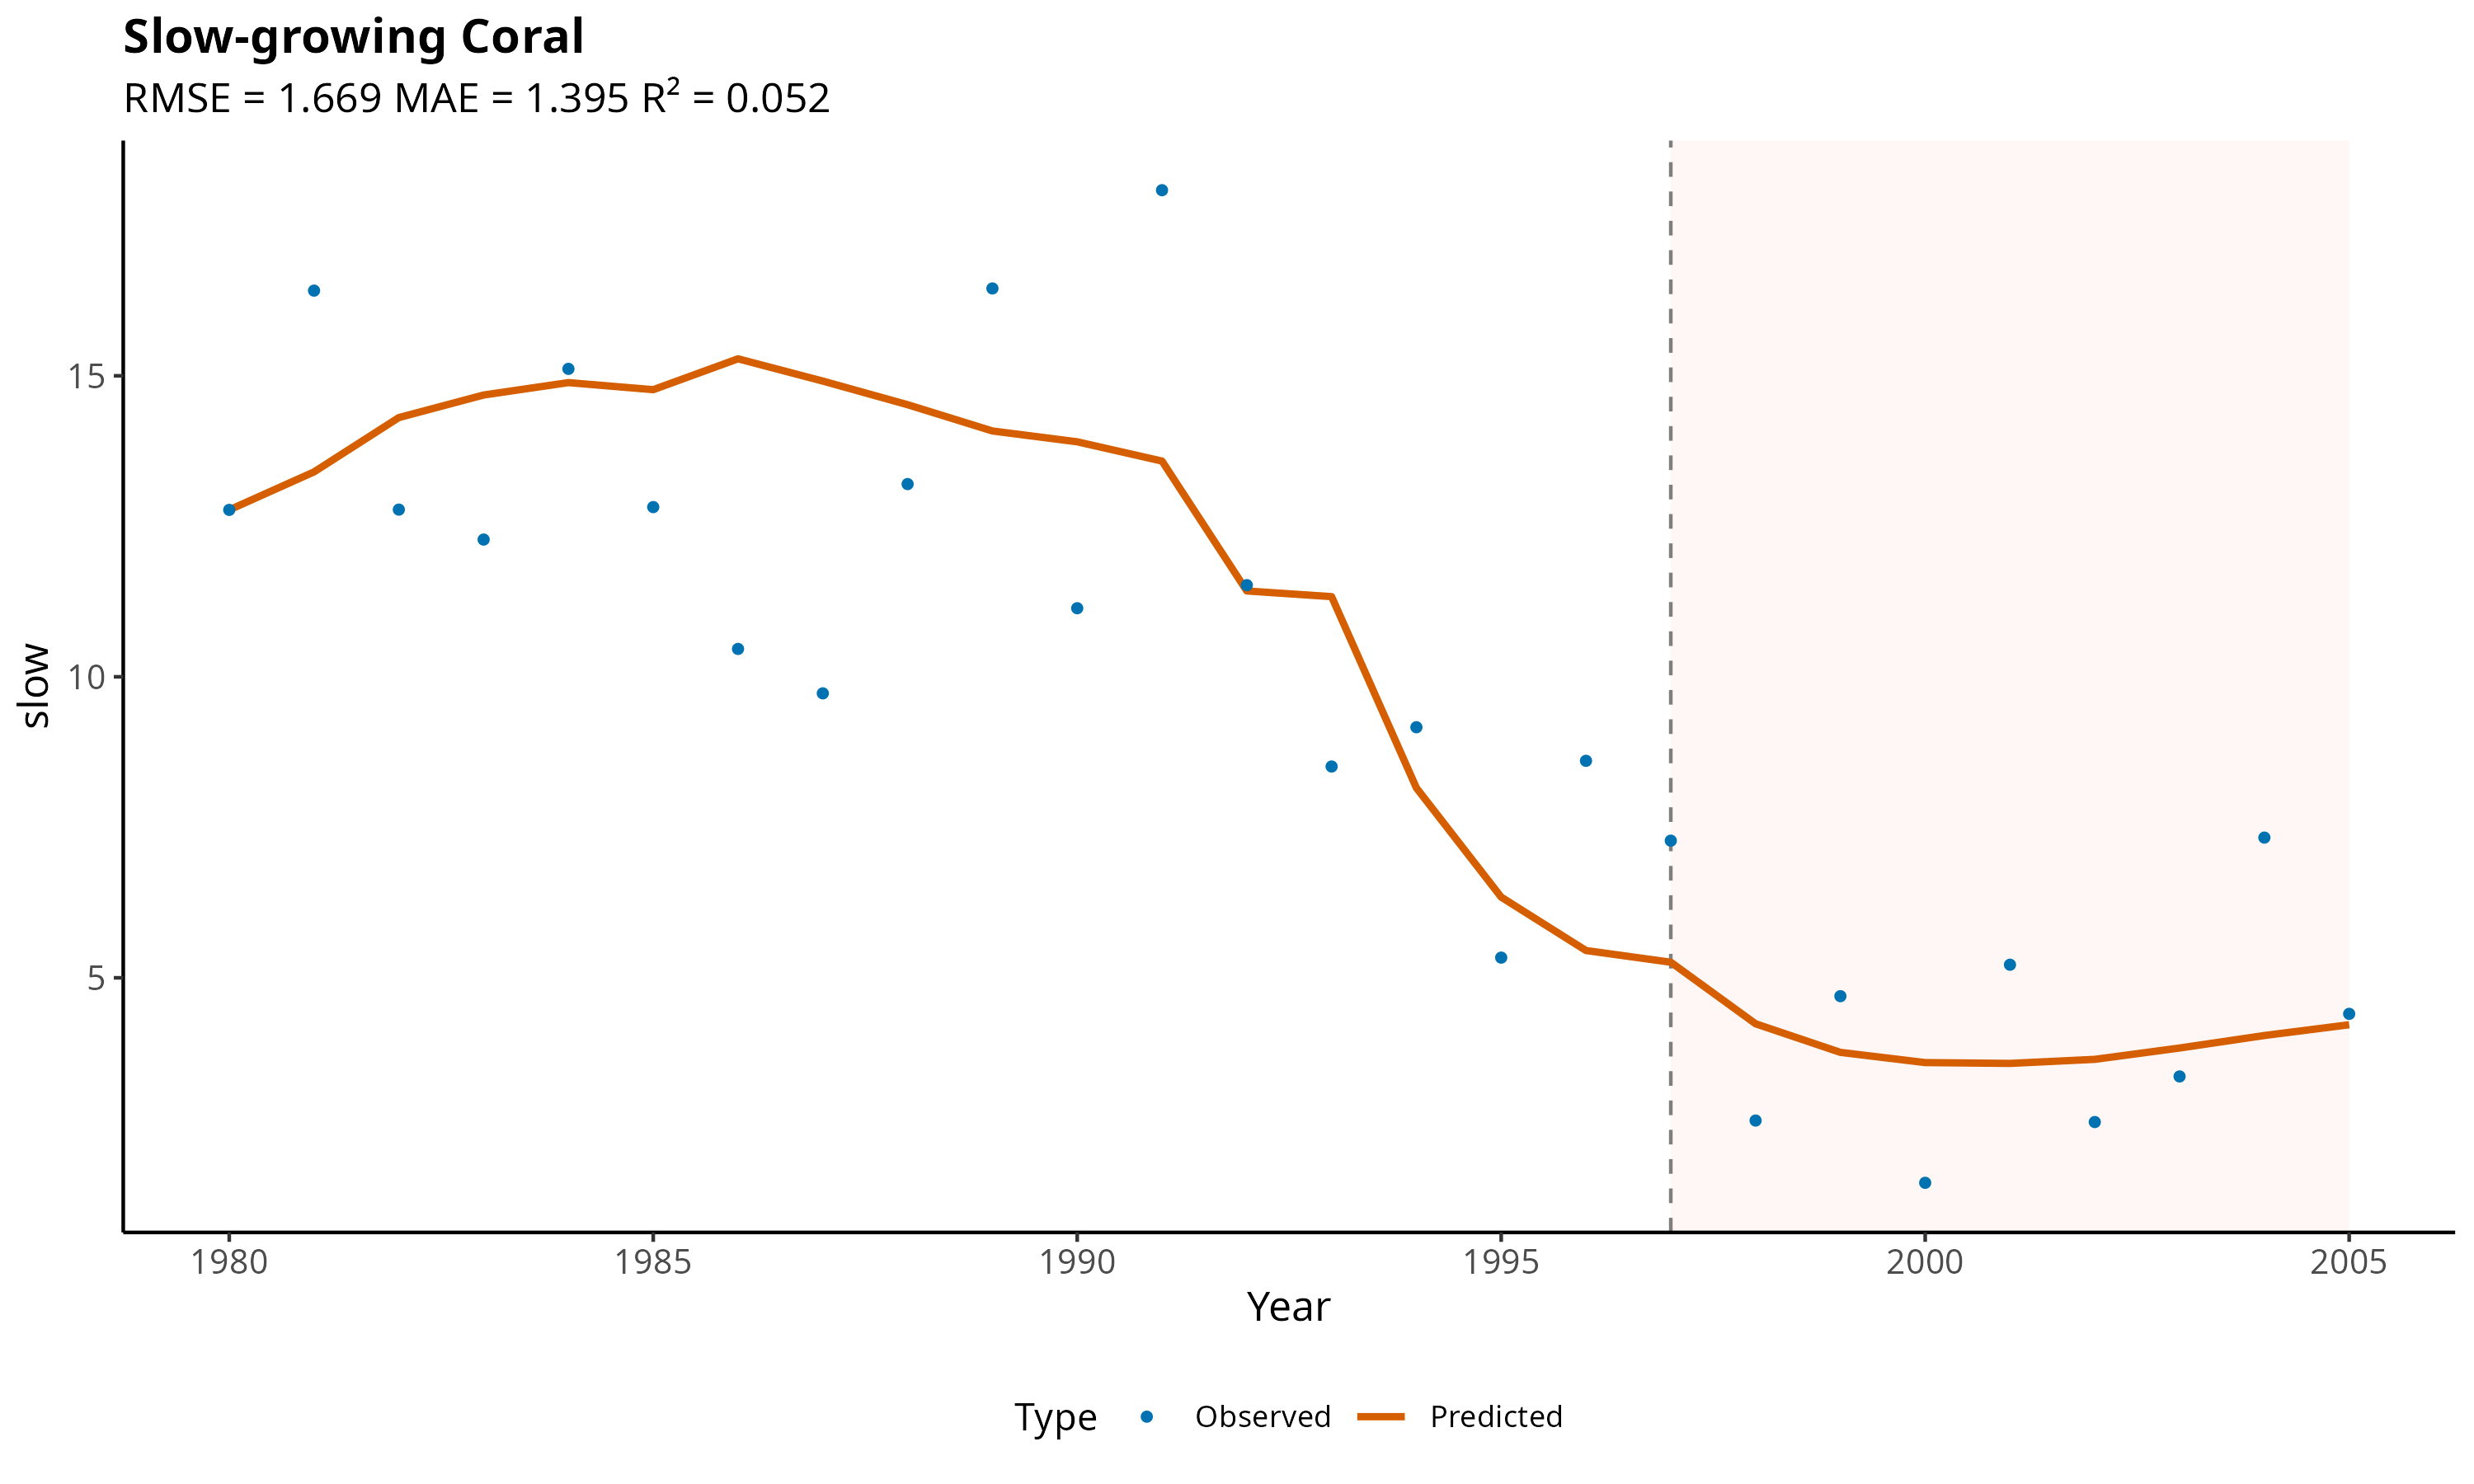 Slow-growing Coral
RMSE = 1.669 MAE = 1.395 R² = 0.052
slow
15
10
5
1980 1985 1990 1995 2000 2005
Year
Type Observed Predicted